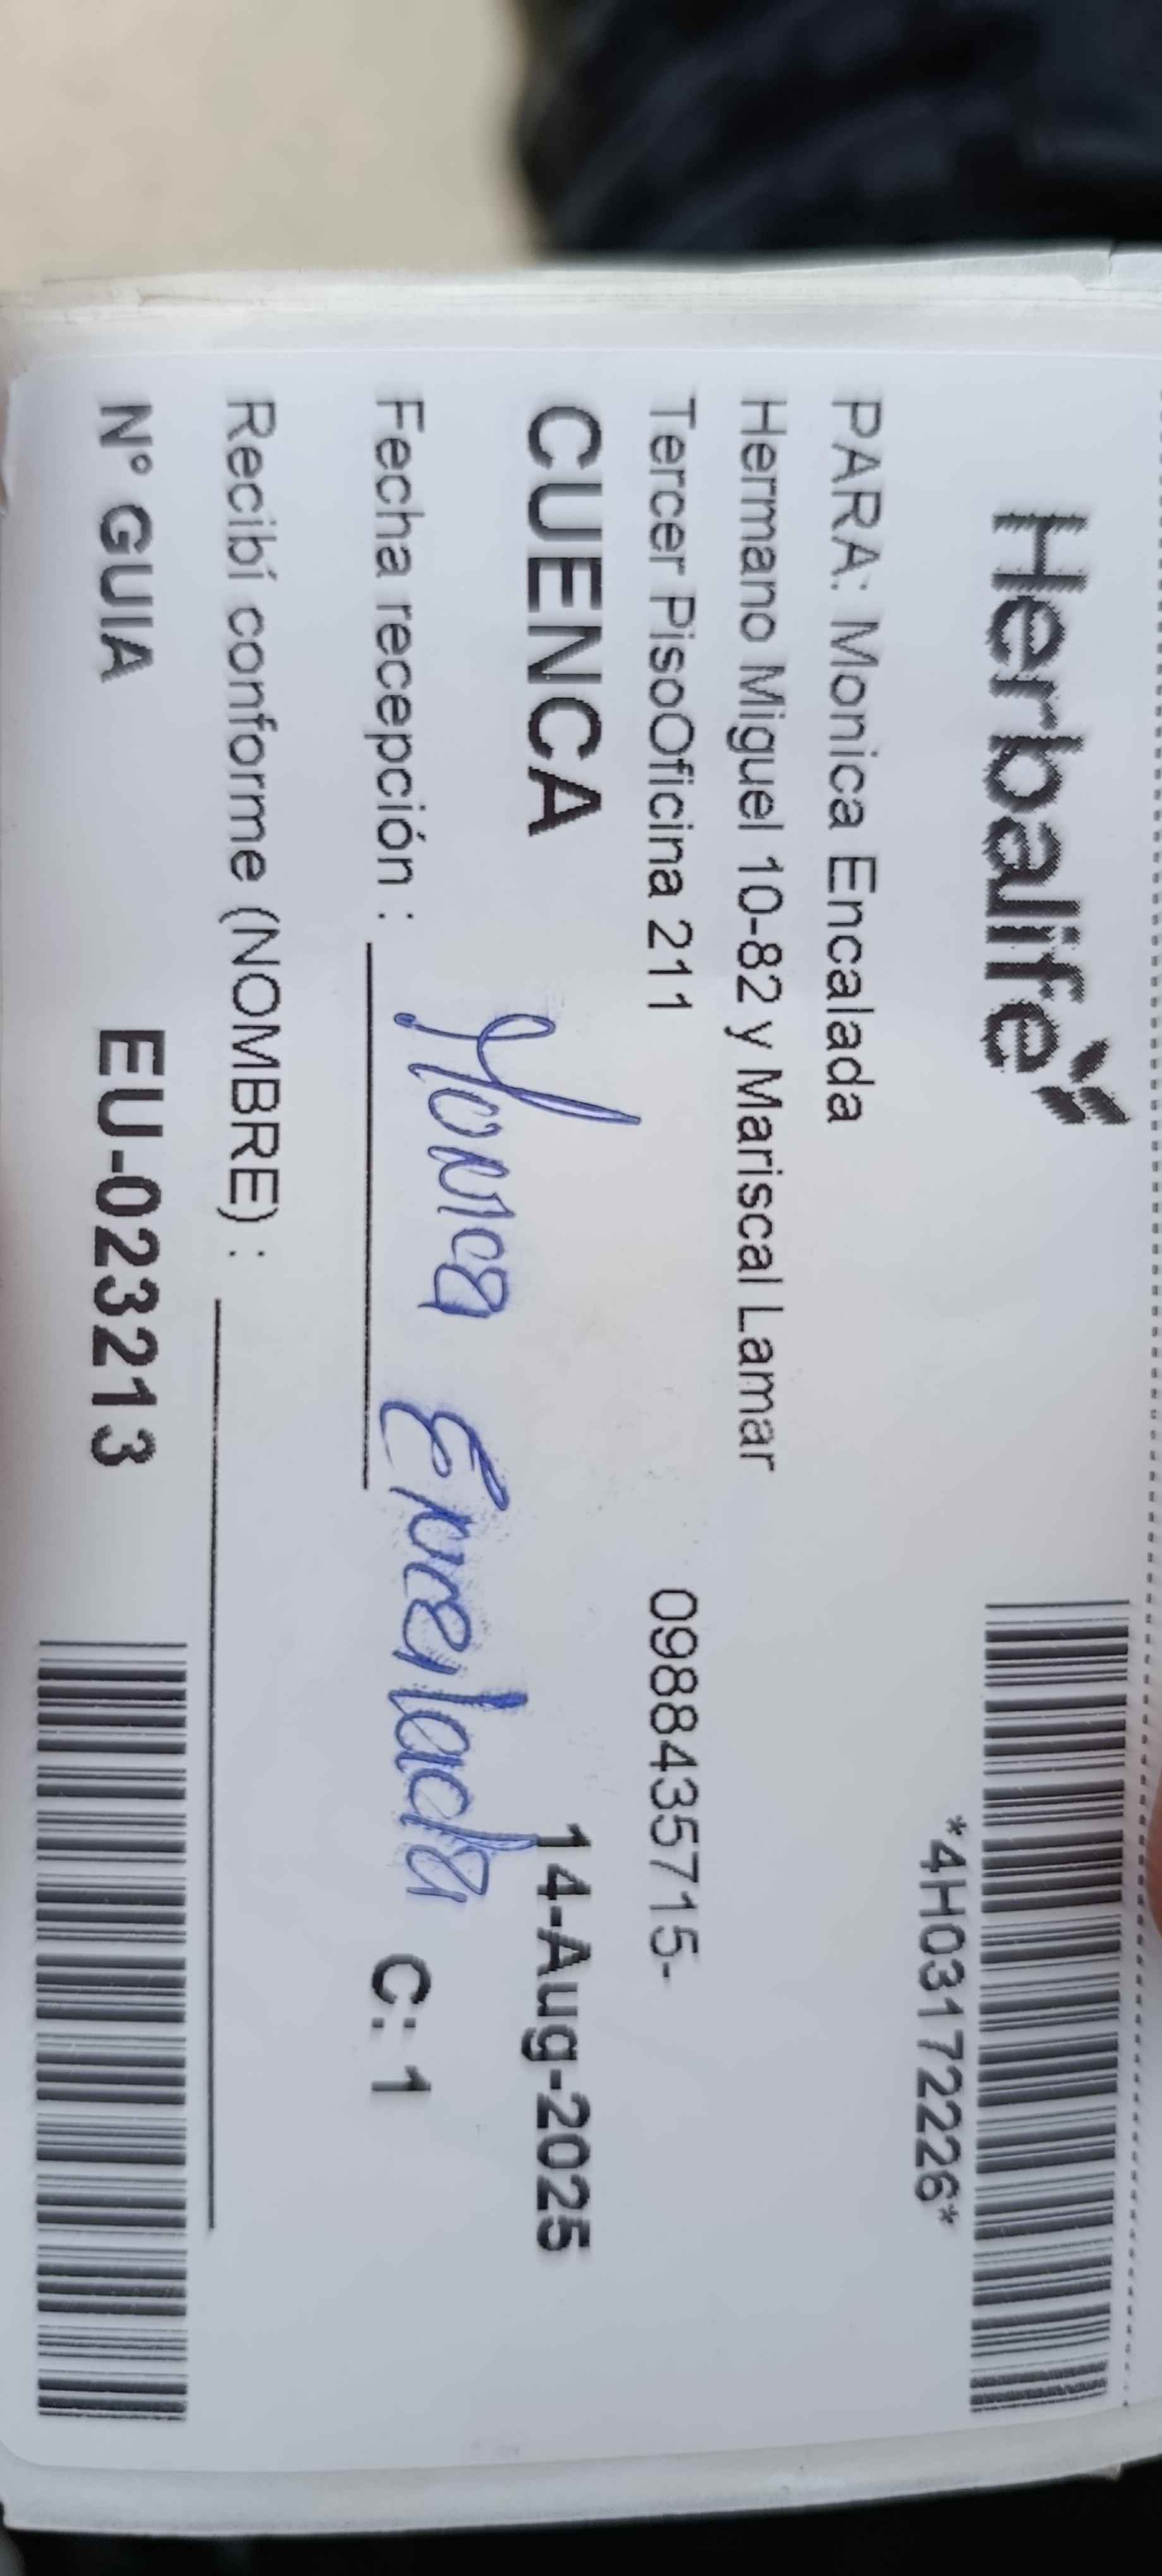 Herbalife
*4H03172226*
PARA: Monica Encalada
Hermano Miguel 10-82 y Mariscal Lamar
Tercer PisoOficina 211 0988435715-
CUENCA 14-Aug-2025
Fecha recepción : Monica Encalada C: 1
Recibí conforme (NOMBRE) :
N° GUIA EU-023213